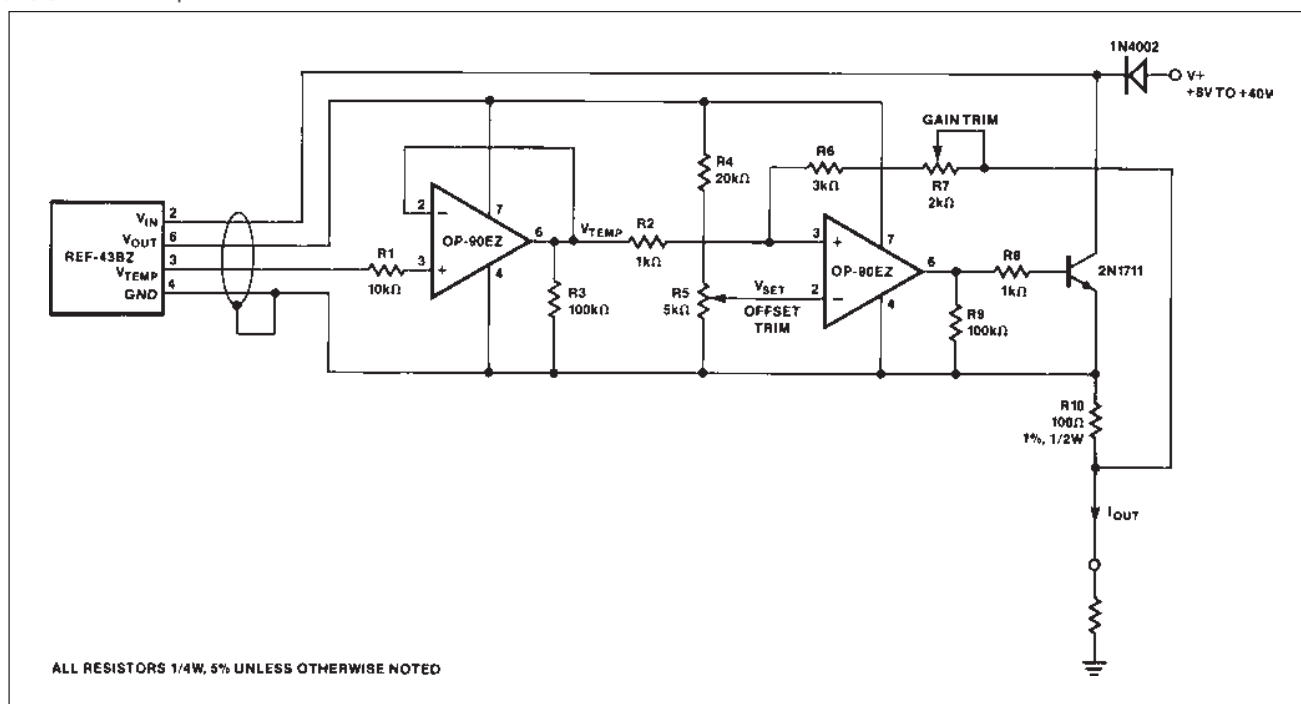 1N4002
V+
+8V TO +40V
GAIN TRIM
R6
3kΩ
R7
2kΩ
R4
20kΩ
VIN
2
VOUT
6
REF-43BZ
VTEMP
3
GND
4
R1
10kΩ
2
−
7
OP-90EZ
6
3
+
4
VTEMP
R2
1kΩ
R3
100kΩ
R5
5kΩ
VSET
OFFSET
TRIM
3
+
7
OP-90EZ
6
2
−
4
R8
1kΩ
2N1711
R9
100kΩ
R10
100Ω
1%, 1/2W
IOUT
ALL RESISTORS 1/4W, 5% UNLESS OTHERWISE NOTED